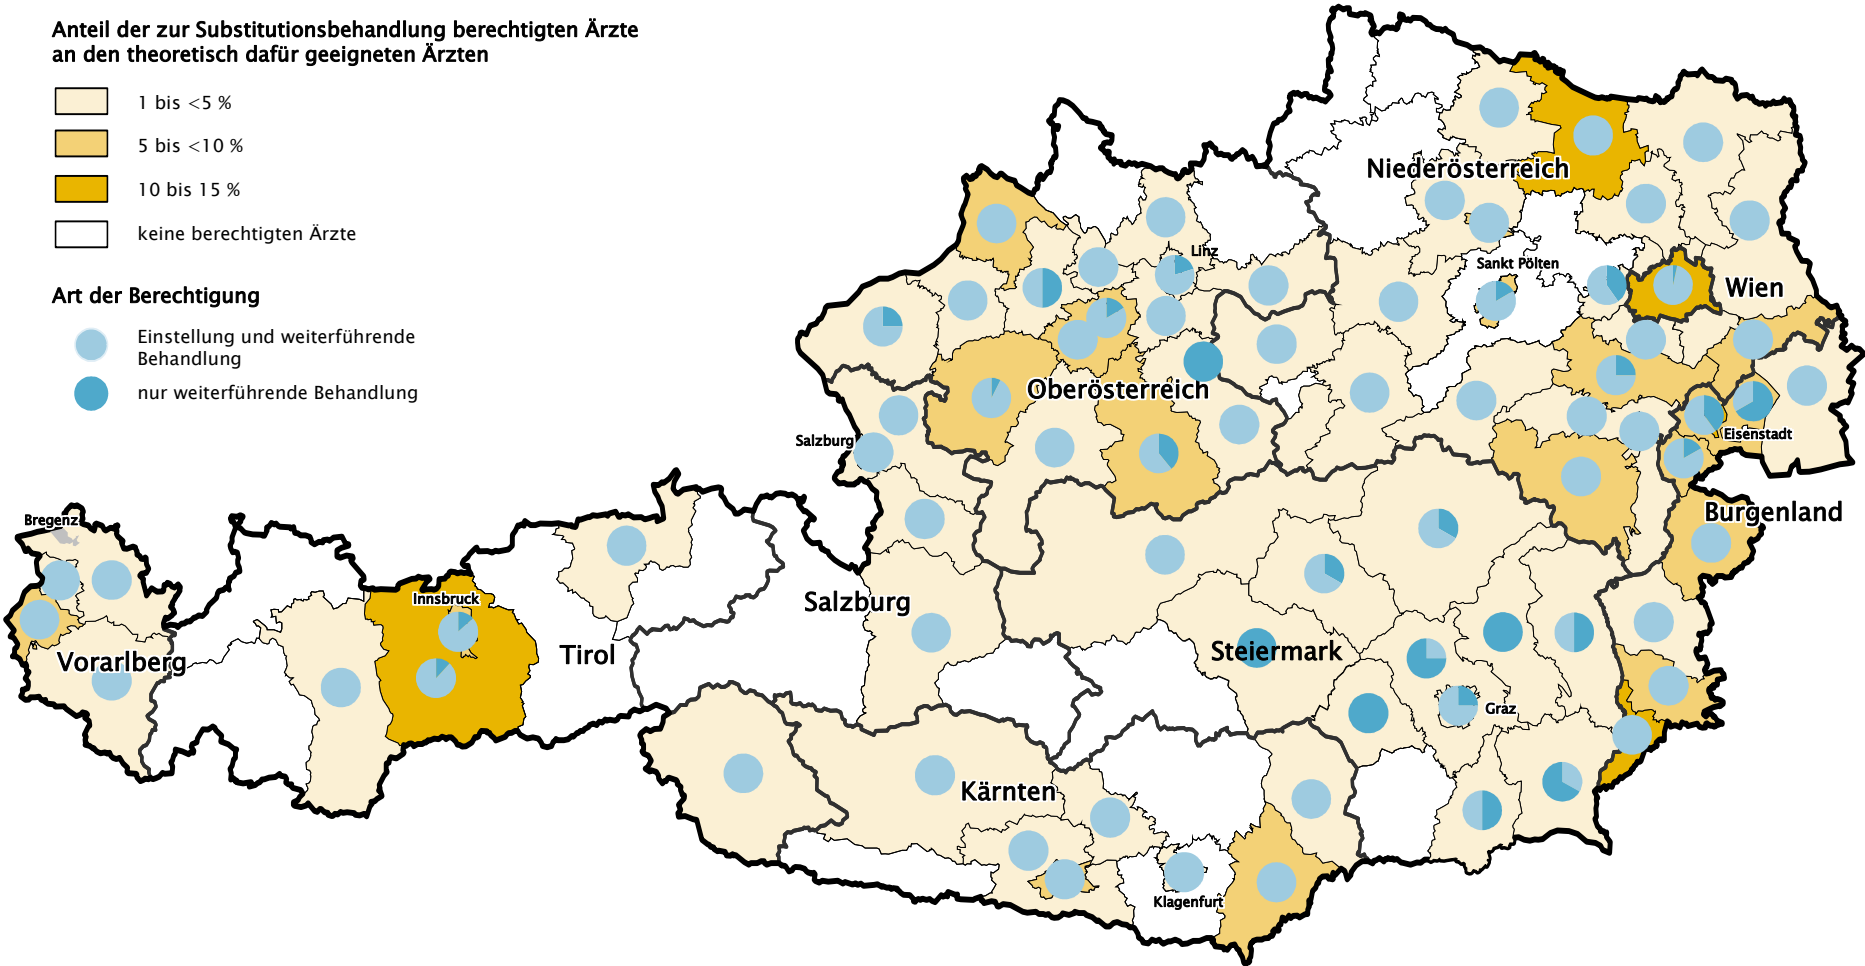 Anteil der zur Substitutionsbehandlung berechtigten Ärzte
an den theoretisch dafür geeigneten Ärzten
1 bis <5 %
5 bis <10 %
10 bis 15 %
keine berechtigten Ärzte
Art der Berechtigung
Einstellung und weiterführende
Behandlung
nur weiterführende Behandlung
Niederösterreich
Linz
Sankt Pölten
Wien
Oberösterreich
Salzburg
Eisenstadt
Burgenland
Bregenz
Innsbruck
Salzburg
Vorarlberg
Tirol
Steiermark
Graz
Kärnten
Klagenfurt